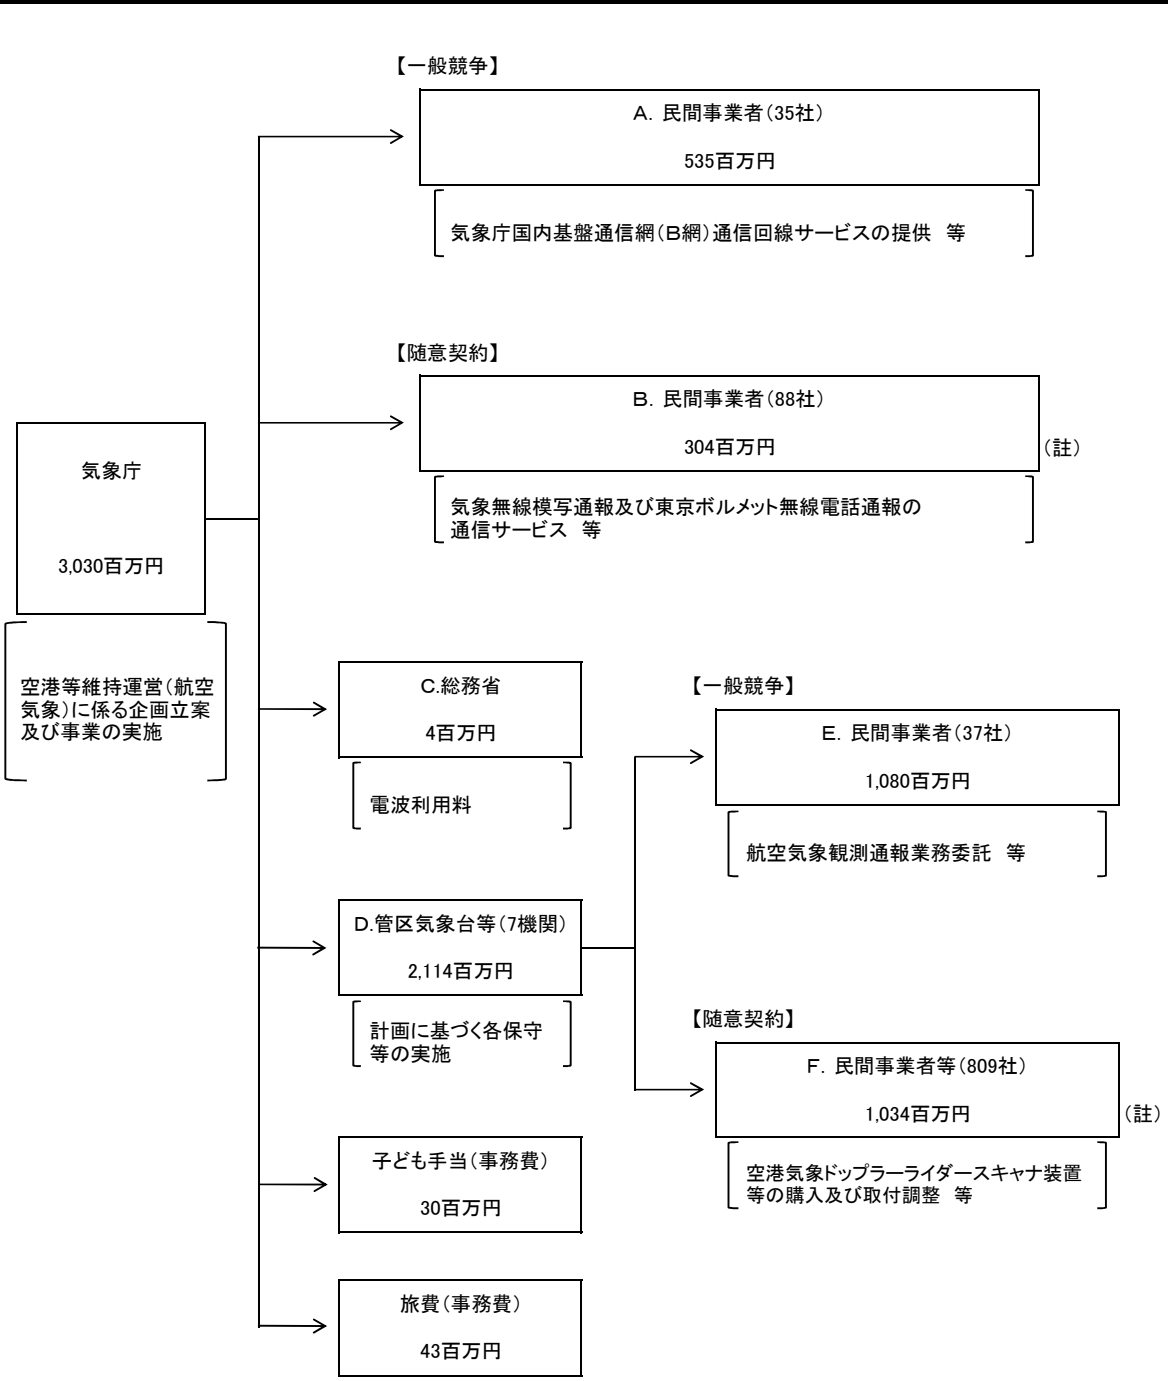 【一般競争】
A．民間事業者（35社）
535百万円
気象庁国内基盤通信網（B網）通信回線サービスの提供　等
【随意契約】
B．民間事業者（88社）
304百万円
（註）
気象無線模写通報及び東京ボルメット無線電話通報の
通信サービス　等
気象庁
3,030百万円
空港等維持運営（航空
気象）に係る企画立案
及び事業の実施
C.総務省
4百万円
電波利用料
D.管区気象台等（7機関）
2,114百万円
計画に基づく各保守
等の実施
【一般競争】
E．民間事業者（37社）
1,080百万円
航空気象観測通報業務委託　等
【随意契約】
F．民間事業者等（809社）
1,034百万円
（註）
空港気象ドップラーライダースキャナ装置
等の購入及び取付調整　等
子ども手当（事務費）
30百万円
旅費（事務費）
43百万円